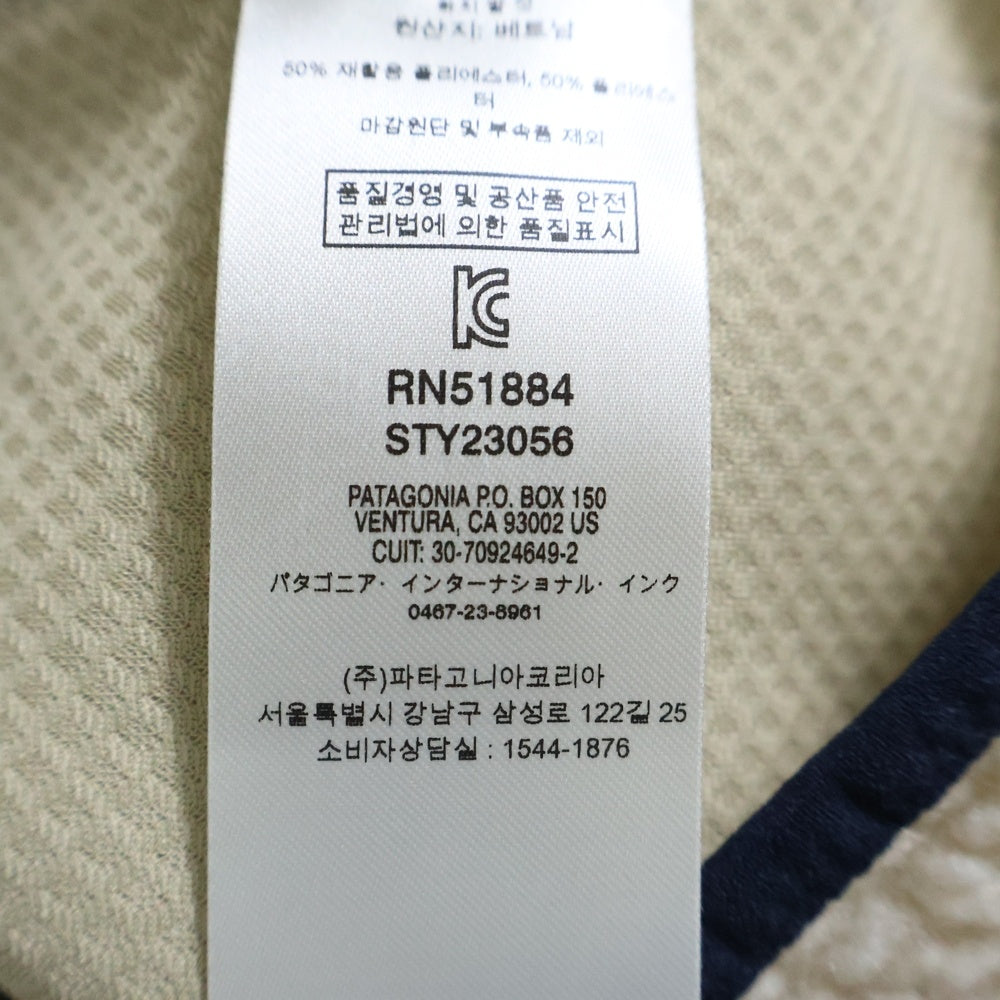 원산지: 베트남
50% 재활용 폴리에스터, 50% 폴리에스
터
마감원단 및 부속품 제외
품질경영 및 공산품 안전
관리법에 의한 품질표시
RN51884
STY23056
PATAGONIA P.O. BOX 150
VENTURA, CA 93002 US
CUIT: 30-70924649-2
パタゴニア・インターナショナル・インク
0467-23-8961
(주)파타고니아코리아
서울특별시 강남구 삼성로 122길 25
소비자상담실 : 1544-1876